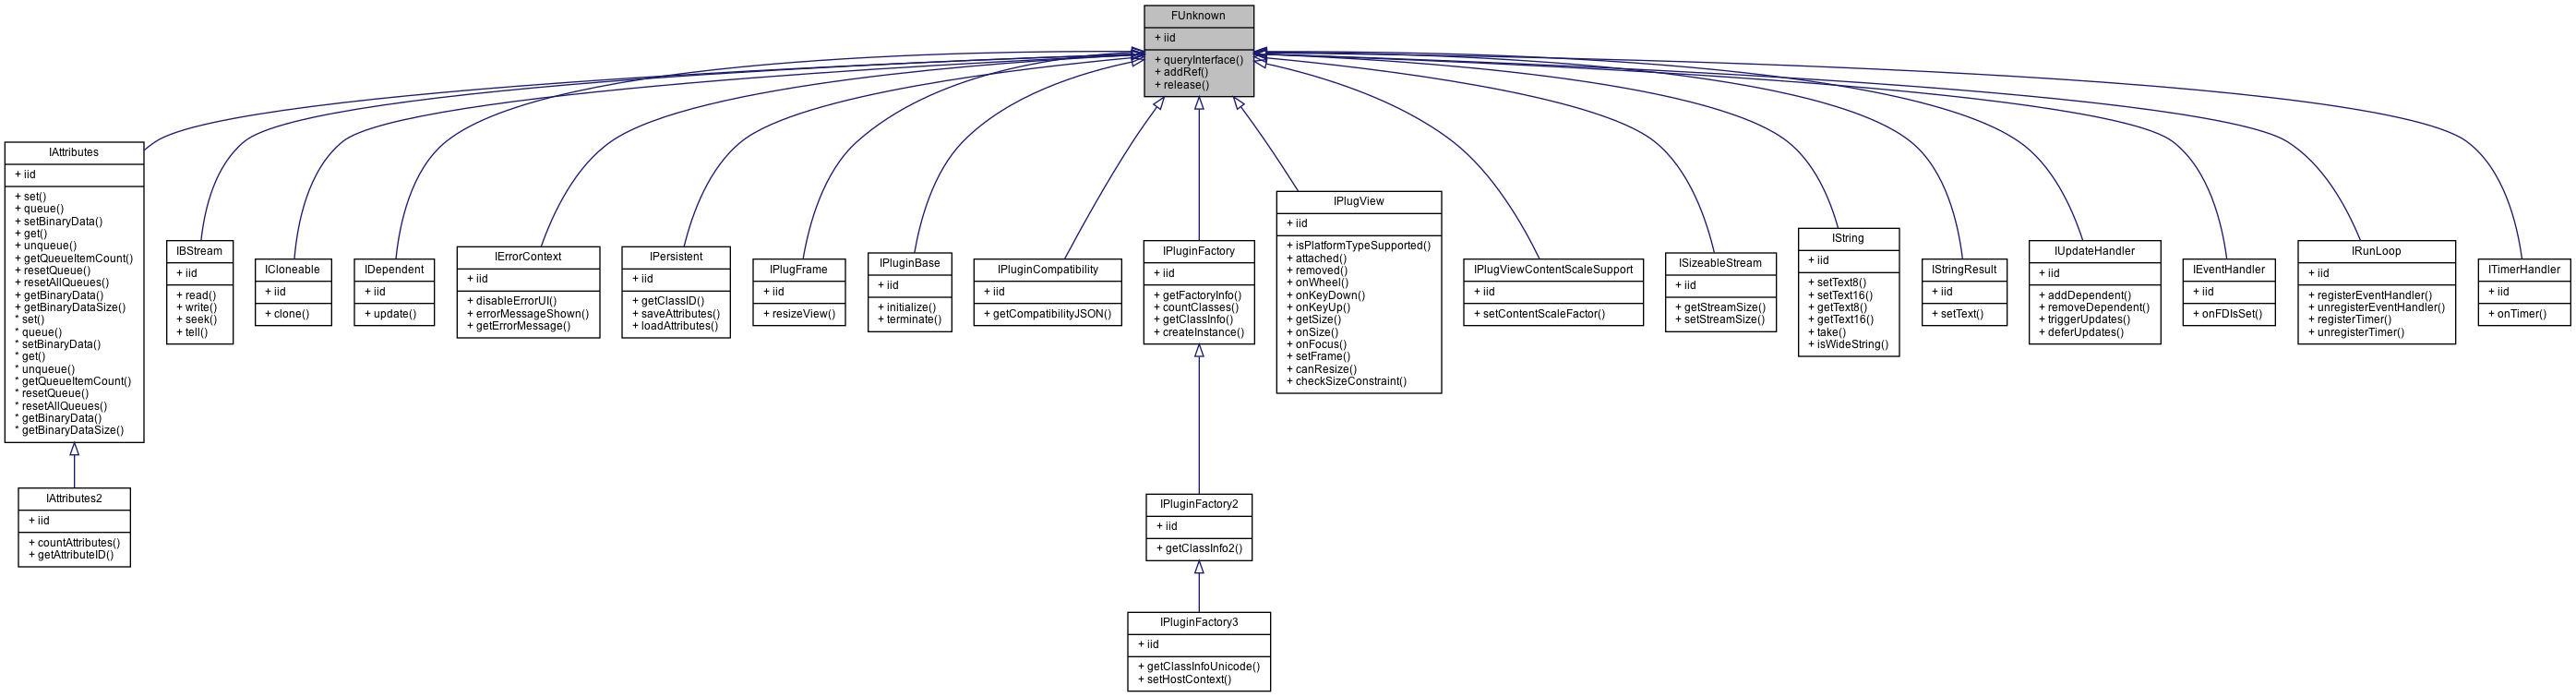 FUnknown
+ iid
+ queryInterface()
+ addRef()
+ release()
IAttributes
+ iid
+ set()
+ queue()
+ setBinaryData()
+ get()
+ unqueue()
+ getQueueItemCount()
+ resetQueue()
+ resetAllQueues()
+ getBinaryData()
+ getBinaryDataSize()
* set()
* queue()
* setBinaryData()
* get()
* unqueue()
* getQueueItemCount()
* resetQueue()
* resetAllQueues()
* getBinaryData()
* getBinaryDataSize()
IBStream
+ iid
+ read()
+ write()
+ seek()
+ tell()
ICloneable
+ iid
+ clone()
IDependent
+ iid
+ update()
IErrorContext
+ iid
+ disableErrorUI()
+ errorMessageShown()
+ getErrorMessage()
IPersistent
+ iid
+ getClassID()
+ saveAttributes()
+ loadAttributes()
IPlugFrame
+ iid
+ resizeView()
IPluginBase
+ iid
+ initialize()
+ terminate()
IPluginCompatibility
+ iid
+ getCompatibilityJSON()
IPluginFactory
+ iid
+ getFactoryInfo()
+ countClasses()
+ getClassInfo()
+ createInstance()
IPlugView
+ iid
+ isPlatformTypeSupported()
+ attached()
+ removed()
+ onWheel()
+ onKeyDown()
+ onKeyUp()
+ getSize()
+ onSize()
+ onFocus()
+ setFrame()
+ canResize()
+ checkSizeConstraint()
IPlugViewContentScaleSupport
+ iid
+ setContentScaleFactor()
ISizeableStream
+ iid
+ getStreamSize()
+ setStreamSize()
IString
+ iid
+ setText8()
+ setText16()
+ getText8()
+ getText16()
+ take()
+ isWideString()
IStringResult
+ iid
+ setText()
IUpdateHandler
+ iid
+ addDependent()
+ removeDependent()
+ triggerUpdates()
+ deferUpdates()
IEventHandler
+ iid
+ onFDIsSet()
IRunLoop
+ iid
+ registerEventHandler()
+ unregisterEventHandler()
+ registerTimer()
+ unregisterTimer()
ITimerHandler
+ iid
+ onTimer()
IAttributes2
+ iid
+ countAttributes()
+ getAttributeID()
IPluginFactory2
+ iid
+ getClassInfo2()
IPluginFactory3
+ iid
+ getClassInfoUnicode()
+ setHostContext()